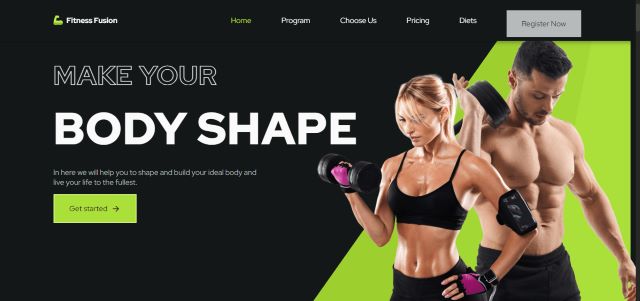 Fitness Fusion
Home
Program
Choose Us
Pricing
Diets
Register Now
MAKE YOUR
BODY SHAPE
In here we will help you to shape and build your ideal body and
live your life to the fullest.
Get started →